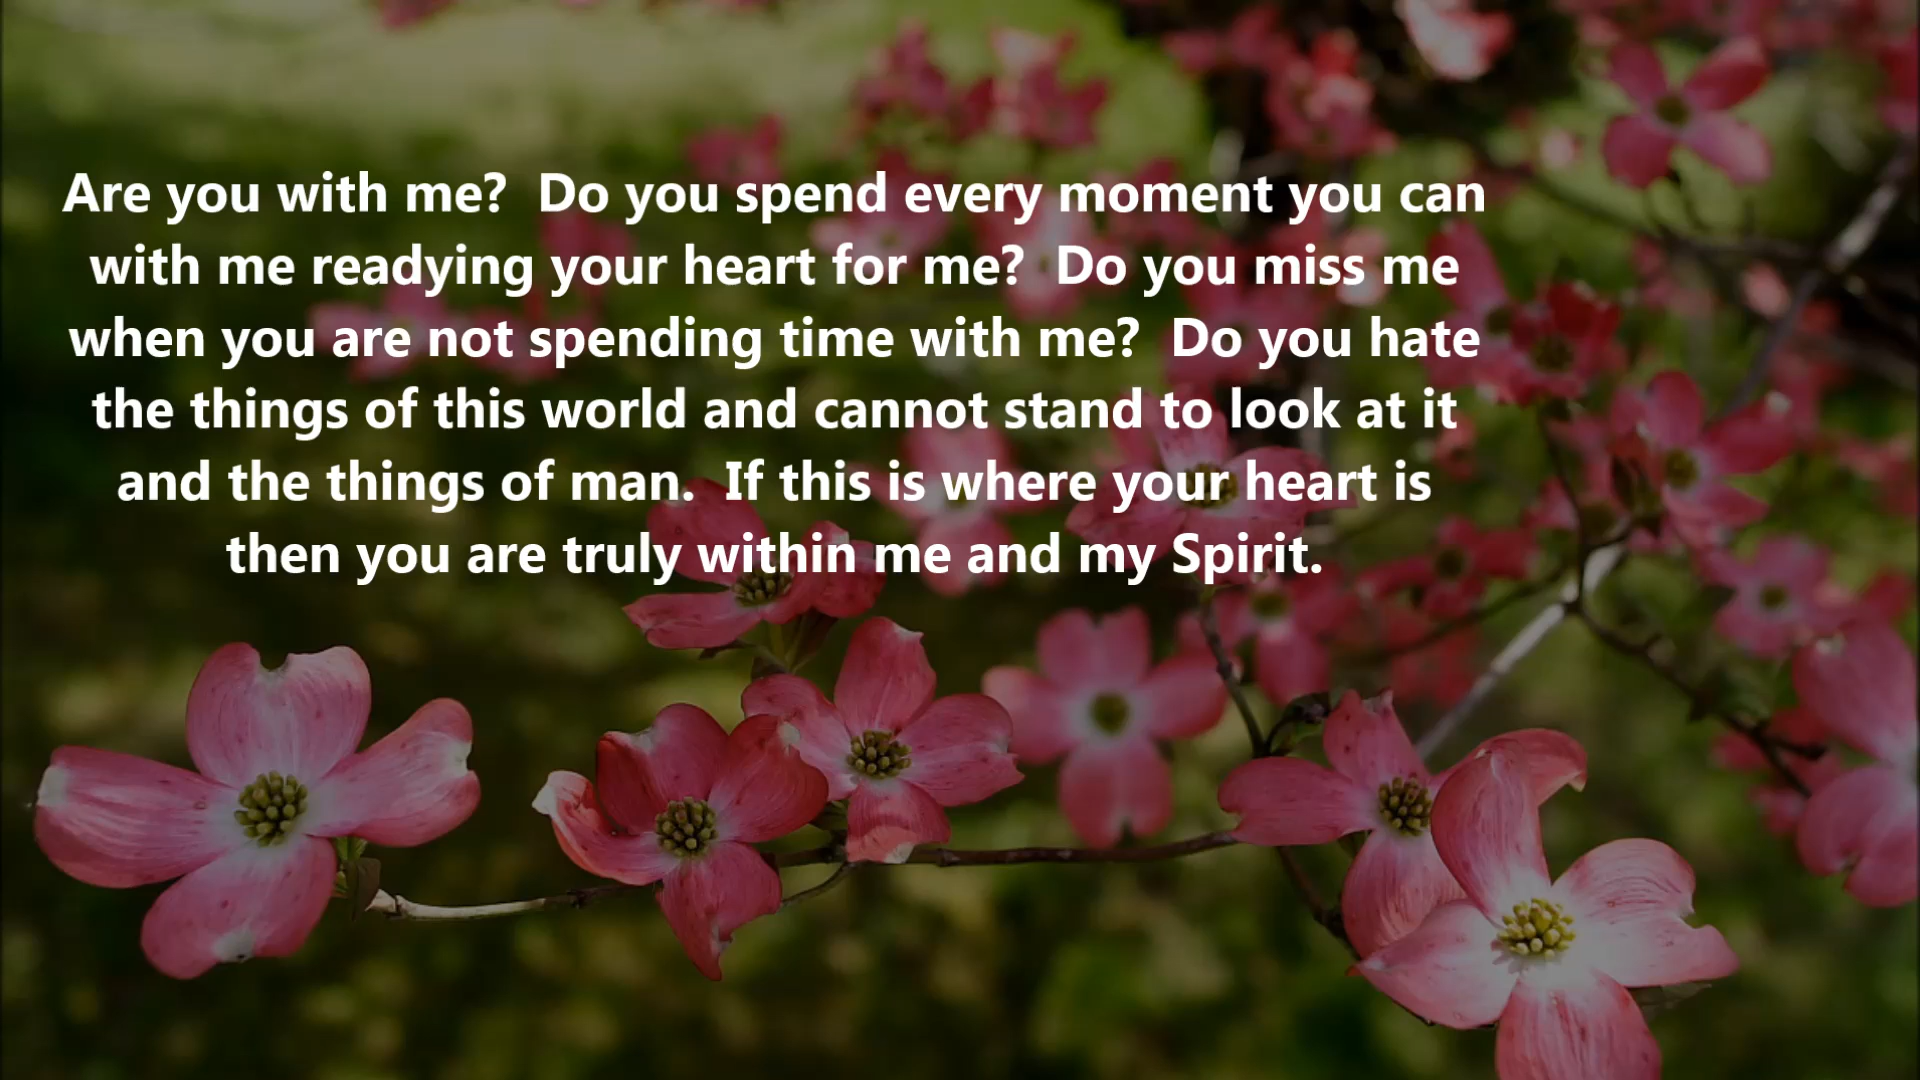 Are you with me?  Do you spend every moment you can
with me readying your heart for me?  Do you miss me
when you are not spending time with me?  Do you hate
the things of this world and cannot stand to look at it
and the things of man.  If this is where your heart is
then you are truly within me and my Spirit.